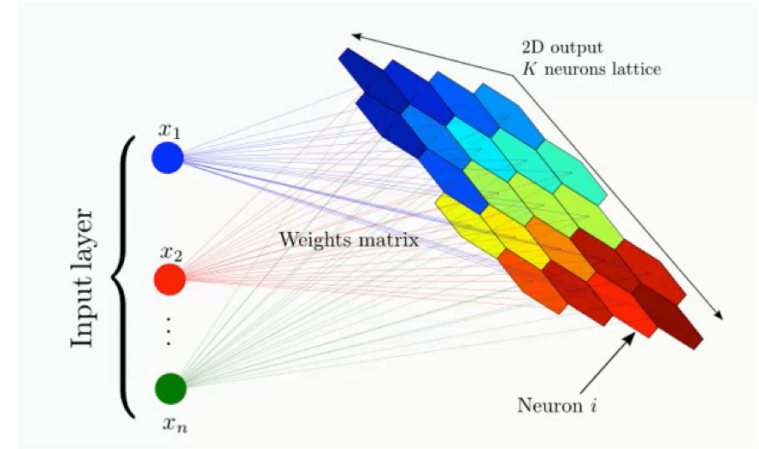 2D output
K neurons lattice
x₁
Input layer
x₂
Weights matrix
⋮
Neuron i
xₙ